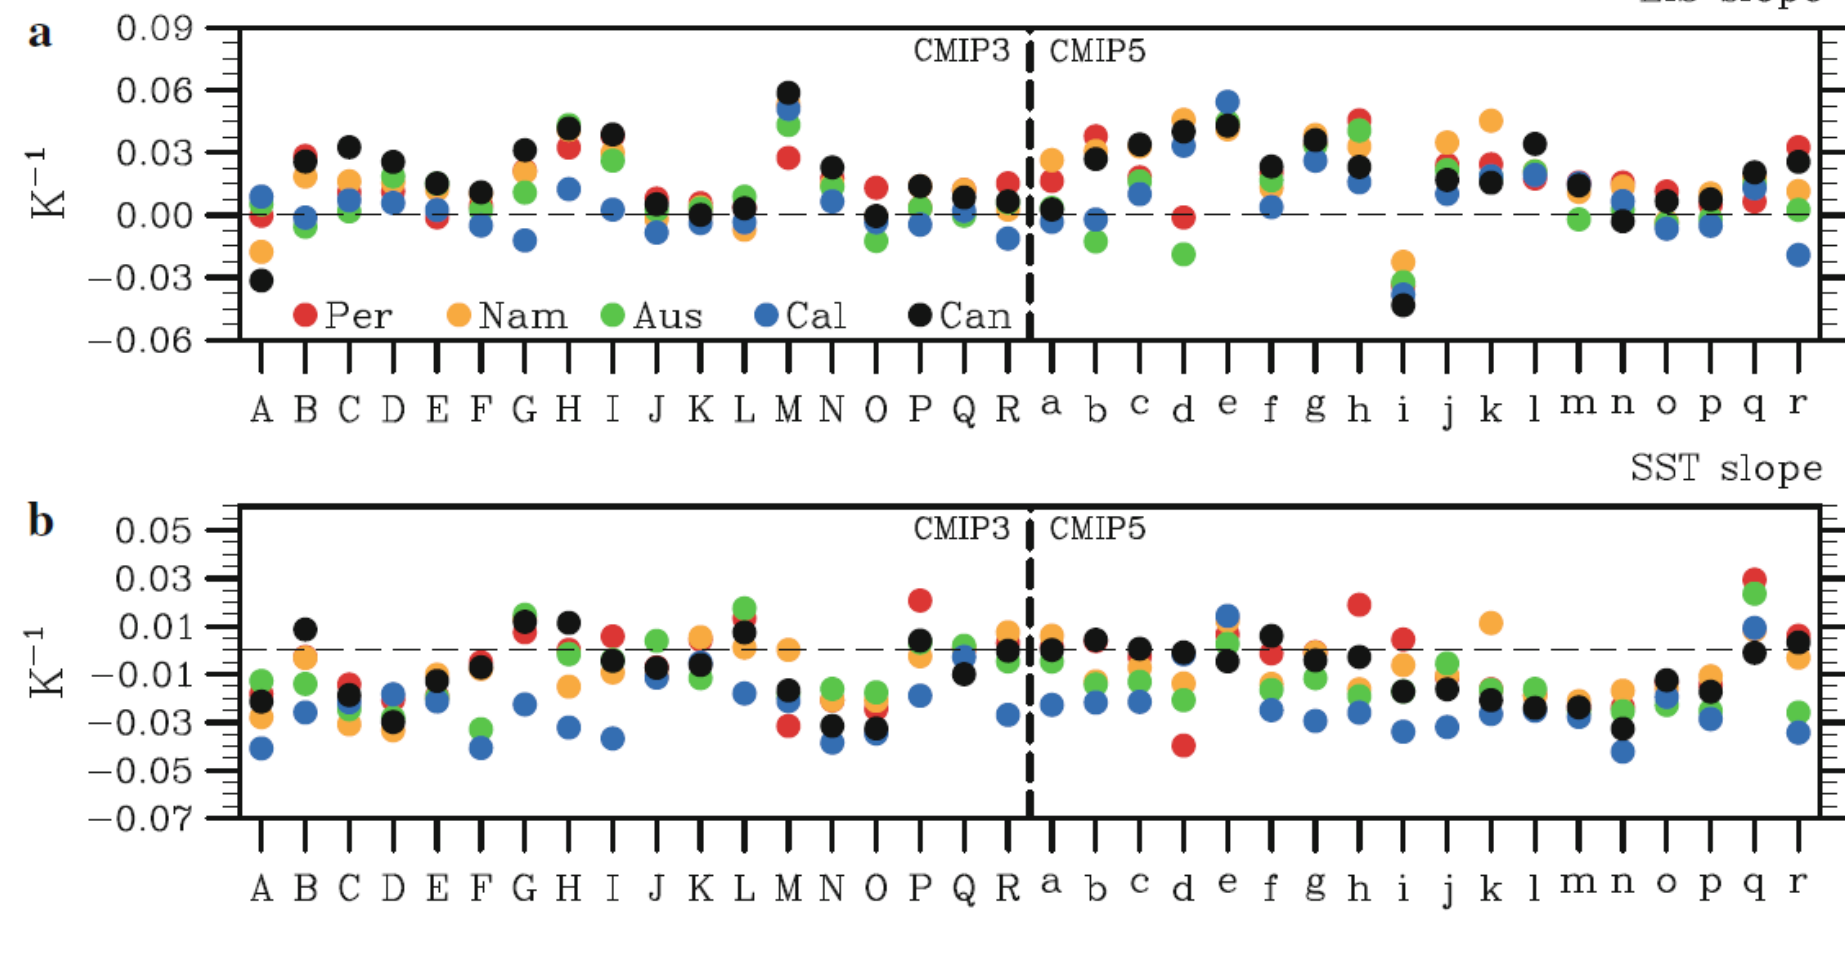 slope
a
0.09
0.06
0.03
0.00
−0.03
−0.06
K⁻¹
CMIP3
CMIP5
Per Nam Aus Cal Can
A B C D E F G H I J K L M N O P Q R a b c d e f g h i j k l m n o p q r
SST slope
b
0.05
0.03
0.01
−0.01
−0.03
−0.05
−0.07
K⁻¹
CMIP3
CMIP5
A B C D E F G H I J K L M N O P Q R a b c d e f g h i j k l m n o p q r